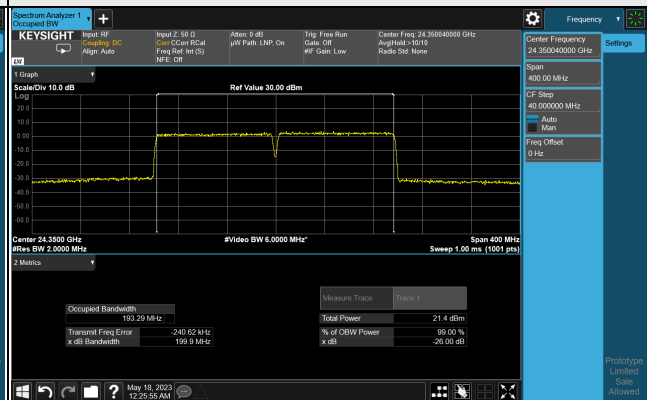 Spectrum Analyzer 1
Occupied BW
Frequency
KEYSIGHT
Input: RF
Coupling: DC
Align: Auto
Input Z: 50 Ω
Corr CCorr RCal
Freq Ref: Int (S)
NFE: Off
Atten: 0 dB
µW Path: LNP, On
Trig: Free Run
Gate: Off
#IF Gain: Low
Center Freq: 24.350040000 GHz
Avg|Hold:>10/10
Radio Std: None
LXI
1 Graph
Scale/Div 10.0 dB
Ref Value 30.00 dBm
Log
20.0
10.0
0.00
-10.0
-20.0
-30.0
-40.0
-50.0
-60.0
Center 24.3500 GHz
#Video BW 6.0000 MHz*
Span 400 MHz
#Res BW 2.0000 MHz
Sweep 1.00 ms (1001 pts)
2 Metrics
Measure Trace
Trace 1
Occupied Bandwidth
193.29 MHz
Total Power
21.4 dBm
Transmit Freq Error
-240.62 kHz
% of OBW Power
99.00 %
x dB Bandwidth
199.9 MHz
x dB
-26.00 dB
Center Frequency
24.350040000 GHz
Settings
Span
400.00 MHz
CF Step
40.000000 MHz
Auto
Man
Freq Offset
0 Hz
Prototype
Limited
Sale
Allowed
May 18, 2023
12:25:55 AM